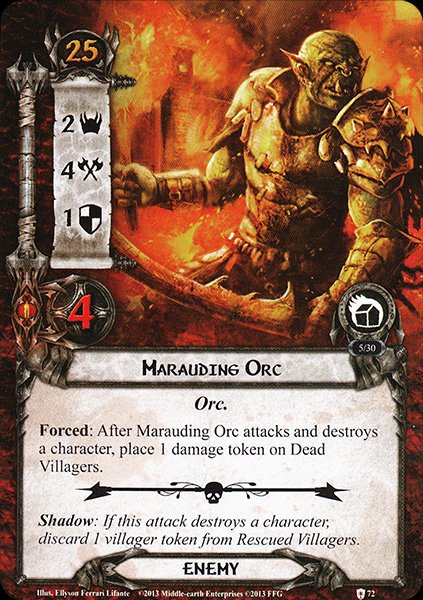 25
2
4
1
4
5/30
Marauding Orc
Orc.
Forced: After Marauding Orc attacks and destroys
a character, place 1 damage token on Dead
Villagers.
Shadow: If this attack destroys a character,
discard 1 villager token from Rescued Villagers.
ENEMY
Illus. Ellyson Ferrari Lifante ©2013 Middle-earth Enterprises ©2013 FFG 72